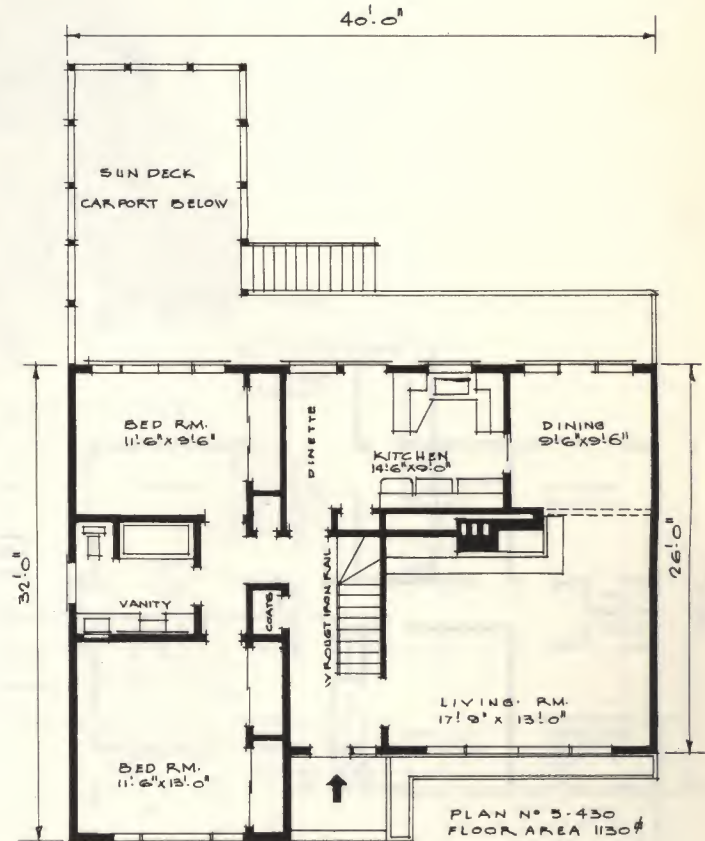 40'-0"
SUN DECK
CARPORT BELOW
BED RM.
11'-6" X 9'-6"
DINETTE
KITCHEN
14'-6" X 9'-0"
DINING
9'-6" X 9'-6"
32'-0"
26'-0"
VANITY
COATS
WROUGT IRON RAIL
LIVING RM.
17'-9" X 13'-0"
BED RM.
11'-6" X 13'-0"
PLAN Nº 5-430
FLOOR AREA 1130 ⌗